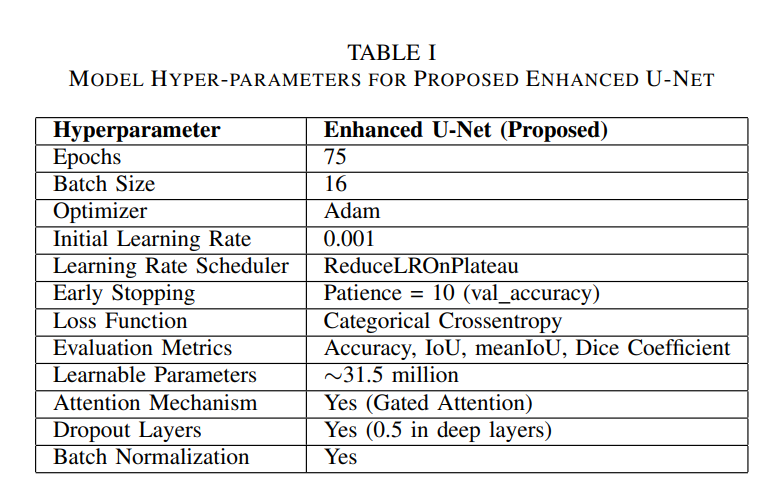 TABLE I
MODEL HYPER-PARAMETERS FOR PROPOSED ENHANCED U-NET
Hyperparameter Enhanced U-Net (Proposed)
Epochs 75
Batch Size 16
Optimizer Adam
Initial Learning Rate 0.001
Learning Rate Scheduler ReduceLROnPlateau
Early Stopping Patience = 10 (val_accuracy)
Loss Function Categorical Crossentropy
Evaluation Metrics Accuracy, IoU, meanIoU, Dice Coefficient
Learnable Parameters ∼31.5 million
Attention Mechanism Yes (Gated Attention)
Dropout Layers Yes (0.5 in deep layers)
Batch Normalization Yes